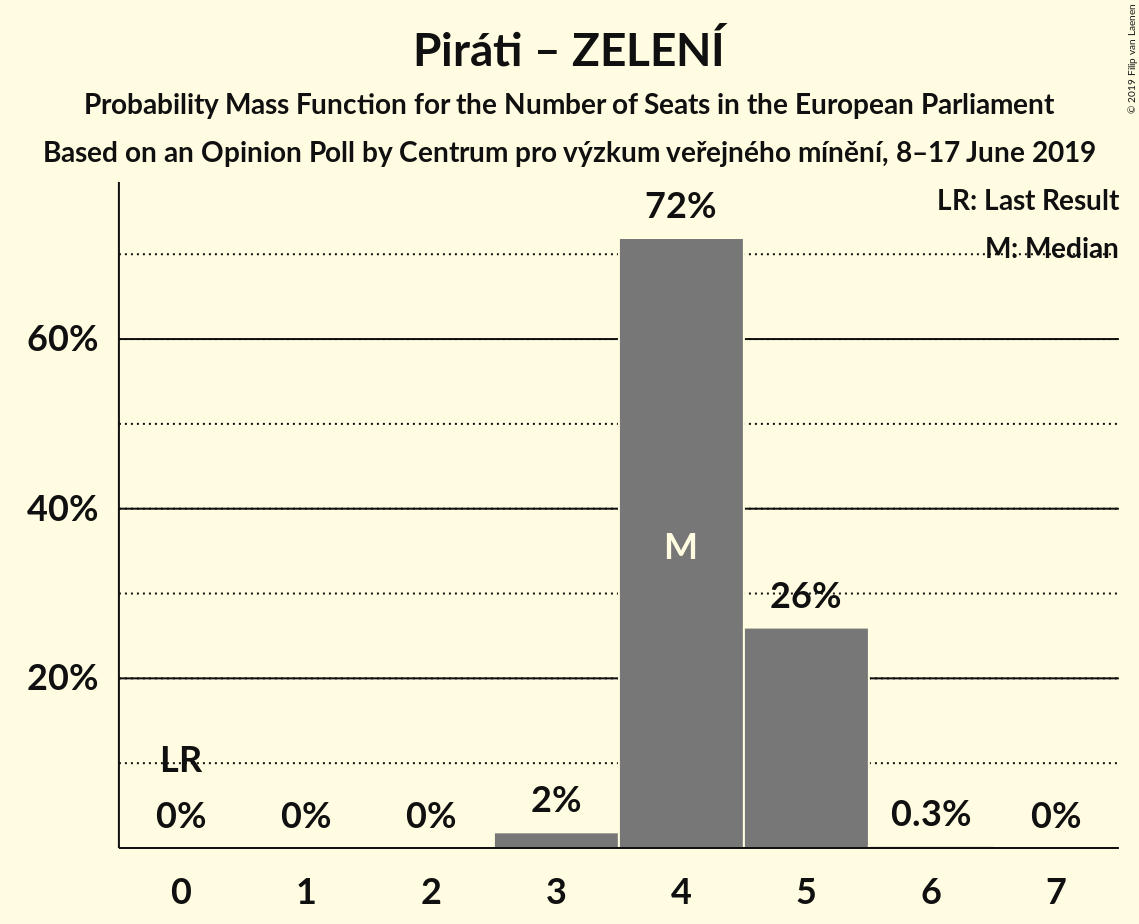 Piráti – ZELENÍ
Probability Mass Function for the Number of Seats in the European Parliament
Based on an Opinion Poll by Centrum pro výzkum veřejného mínění, 8–17 June 2019
© 2019 Filip van Laenen
LR: Last Result
M: Median
72%
60%
40%
M
26%
20%
LR
0%
0%
0%
2%
0.3%
0%
0 1 2 3 4 5 6 7